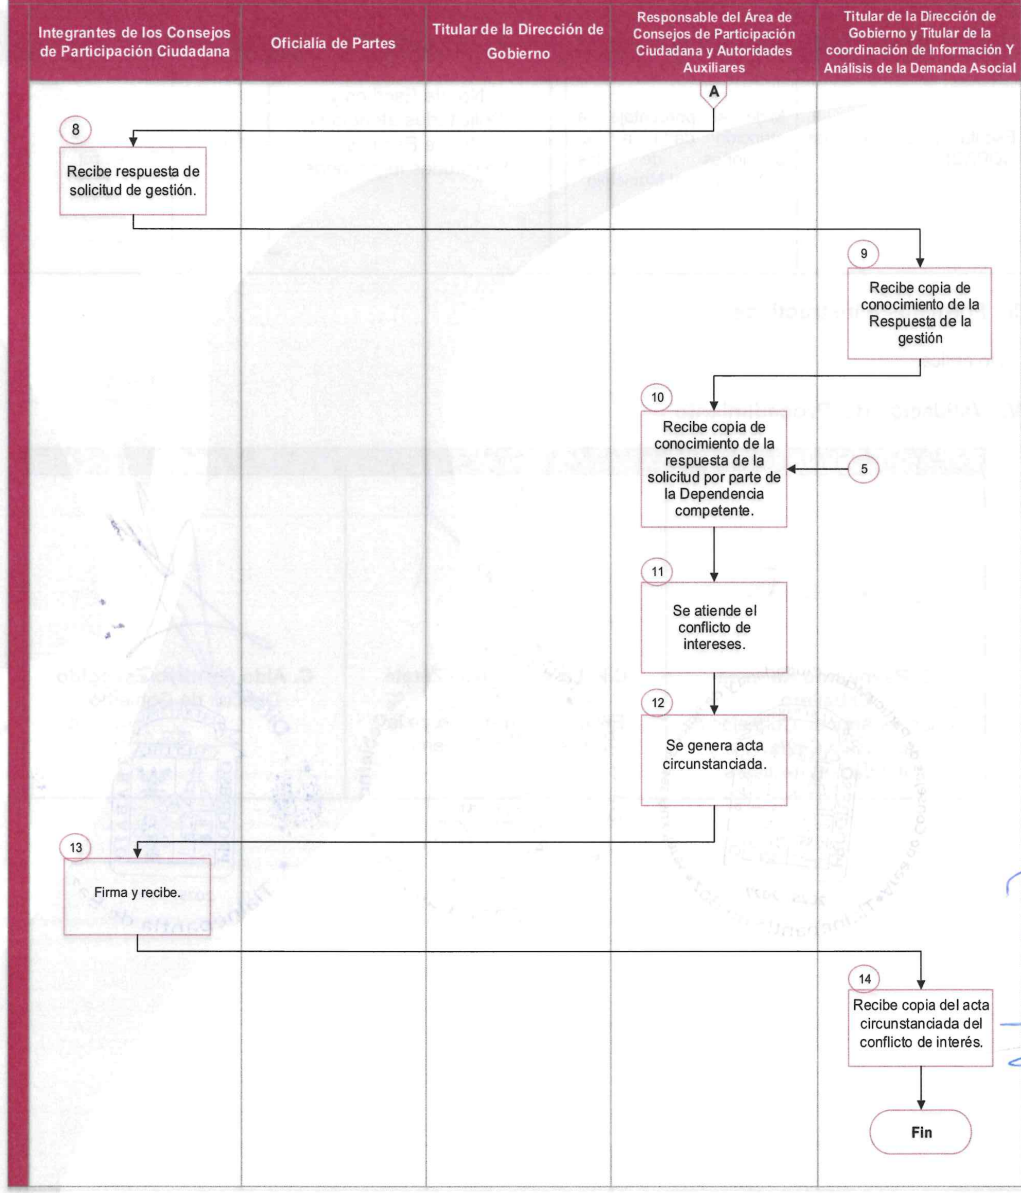 Integrantes de los Consejos
de Participación Ciudadana
Oficialía de Partes
Titular de la Dirección de
Gobierno
Responsable del Área de
Consejos de Participación
Ciudadana y Autoridades
Auxiliares
Titular de la Dirección de
Gobierno y Titular de la
coordinación de Información Y
Análisis de la Demanda Asocial
A
8
Recibe respuesta de
solicitud de gestión.
9
Recibe copia de
conocimiento de la
Respuesta de la
gestión
10
Recibe copia de
conocimiento de la
respuesta de la
solicitud por parte de
la Dependencia
competente.
5
11
Se atiende el
conflicto de
intereses.
12
Se genera acta
circunstanciada.
13
Firma y recibe.
14
Recibe copia del acta
circunstanciada del
conflicto de interés.
Fin